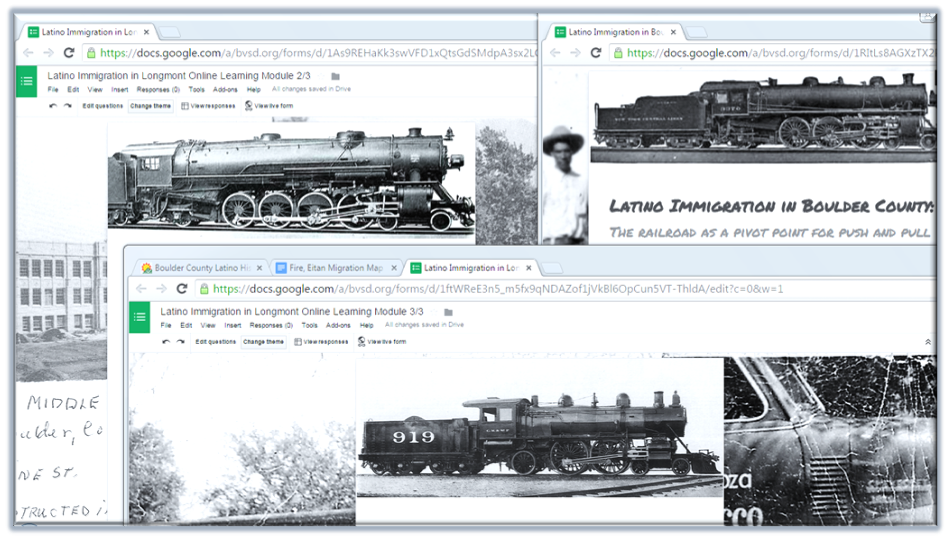 Latino Immigration in Lon
https://docs.google.com/a/bvsd.org/forms/d/1As9REHaKk3swVFD1xQtsGdSMdpA3sx2L
Latino Immigration in Longmont Online Learning Module 2/3
File Edit View Insert Responses (0) Tools Add-ons Help All changes saved in Drive
Edit questions Change theme View responses View live form
MIDDLE
ulder, Co
NE ST.
TRUCTED I
Latino Immigration in Bou
https://docs.google.com/a/bvsd.org/forms/d/1RItLs8AGXzTX2
NEW YORK CENTRAL LINES
Latino Immigration in Boulder County:
The railroad as a pivot point for push and pull
Boulder County Latino His
Fire, Eitan Migration Map
Latino Immigration in Lon
https://docs.google.com/a/bvsd.org/forms/d/1ftWReE3n5_m5fx9qNDAZof1jVkBl6OpCun5VT-ThldA/edit?c=0&w=1
Latino Immigration in Longmont Online Learning Module 3/3
File Edit View Insert Responses (0) Tools Add-ons Help All changes saved in Drive
Edit questions Change theme View responses View live form
919
oza
cco